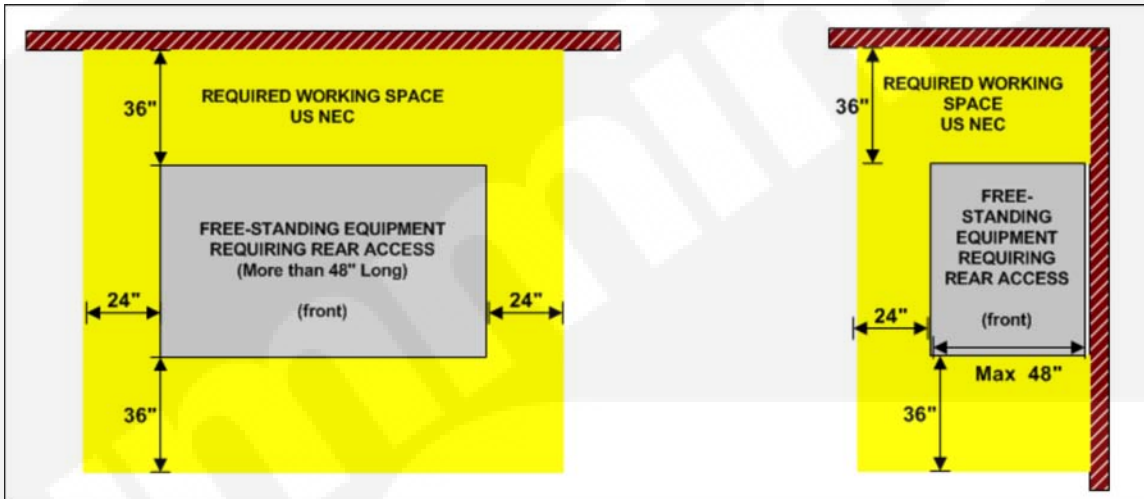 36"
REQUIRED WORKING SPACE
US NEC
FREE-STANDING EQUIPMENT
REQUIRING REAR ACCESS
(More than 48" Long)
(front)
24"
24"
36"
36"
REQUIRED WORKING
SPACE
US NEC
FREE-
STANDING
EQUIPMENT
REQUIRING
REAR ACCESS
(front)
24"
Max 48"
36"